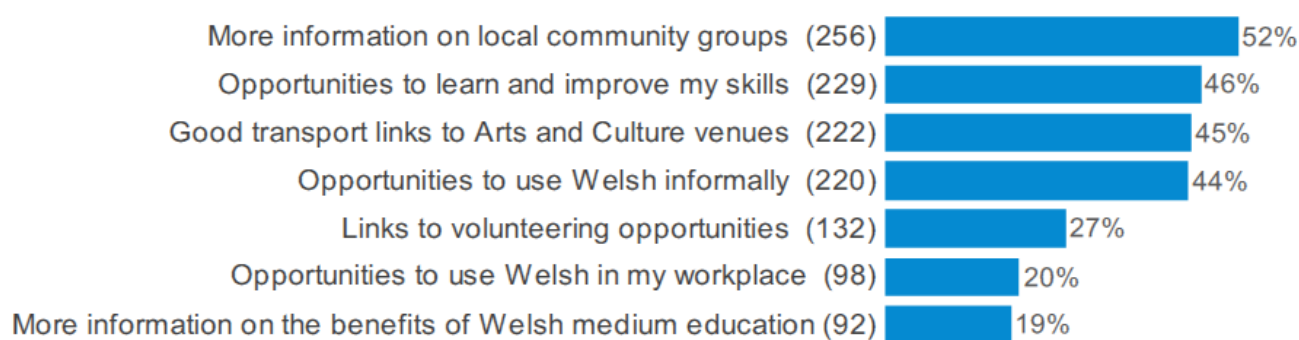 More information on local community groups (256) 52%
Opportunities to learn and improve my skills (229) 46%
Good transport links to Arts and Culture venues (222) 45%
Opportunities to use Welsh informally (220) 44%
Links to volunteering opportunities (132) 27%
Opportunities to use Welsh in my workplace (98) 20%
More information on the benefits of Welsh medium education (92) 19%